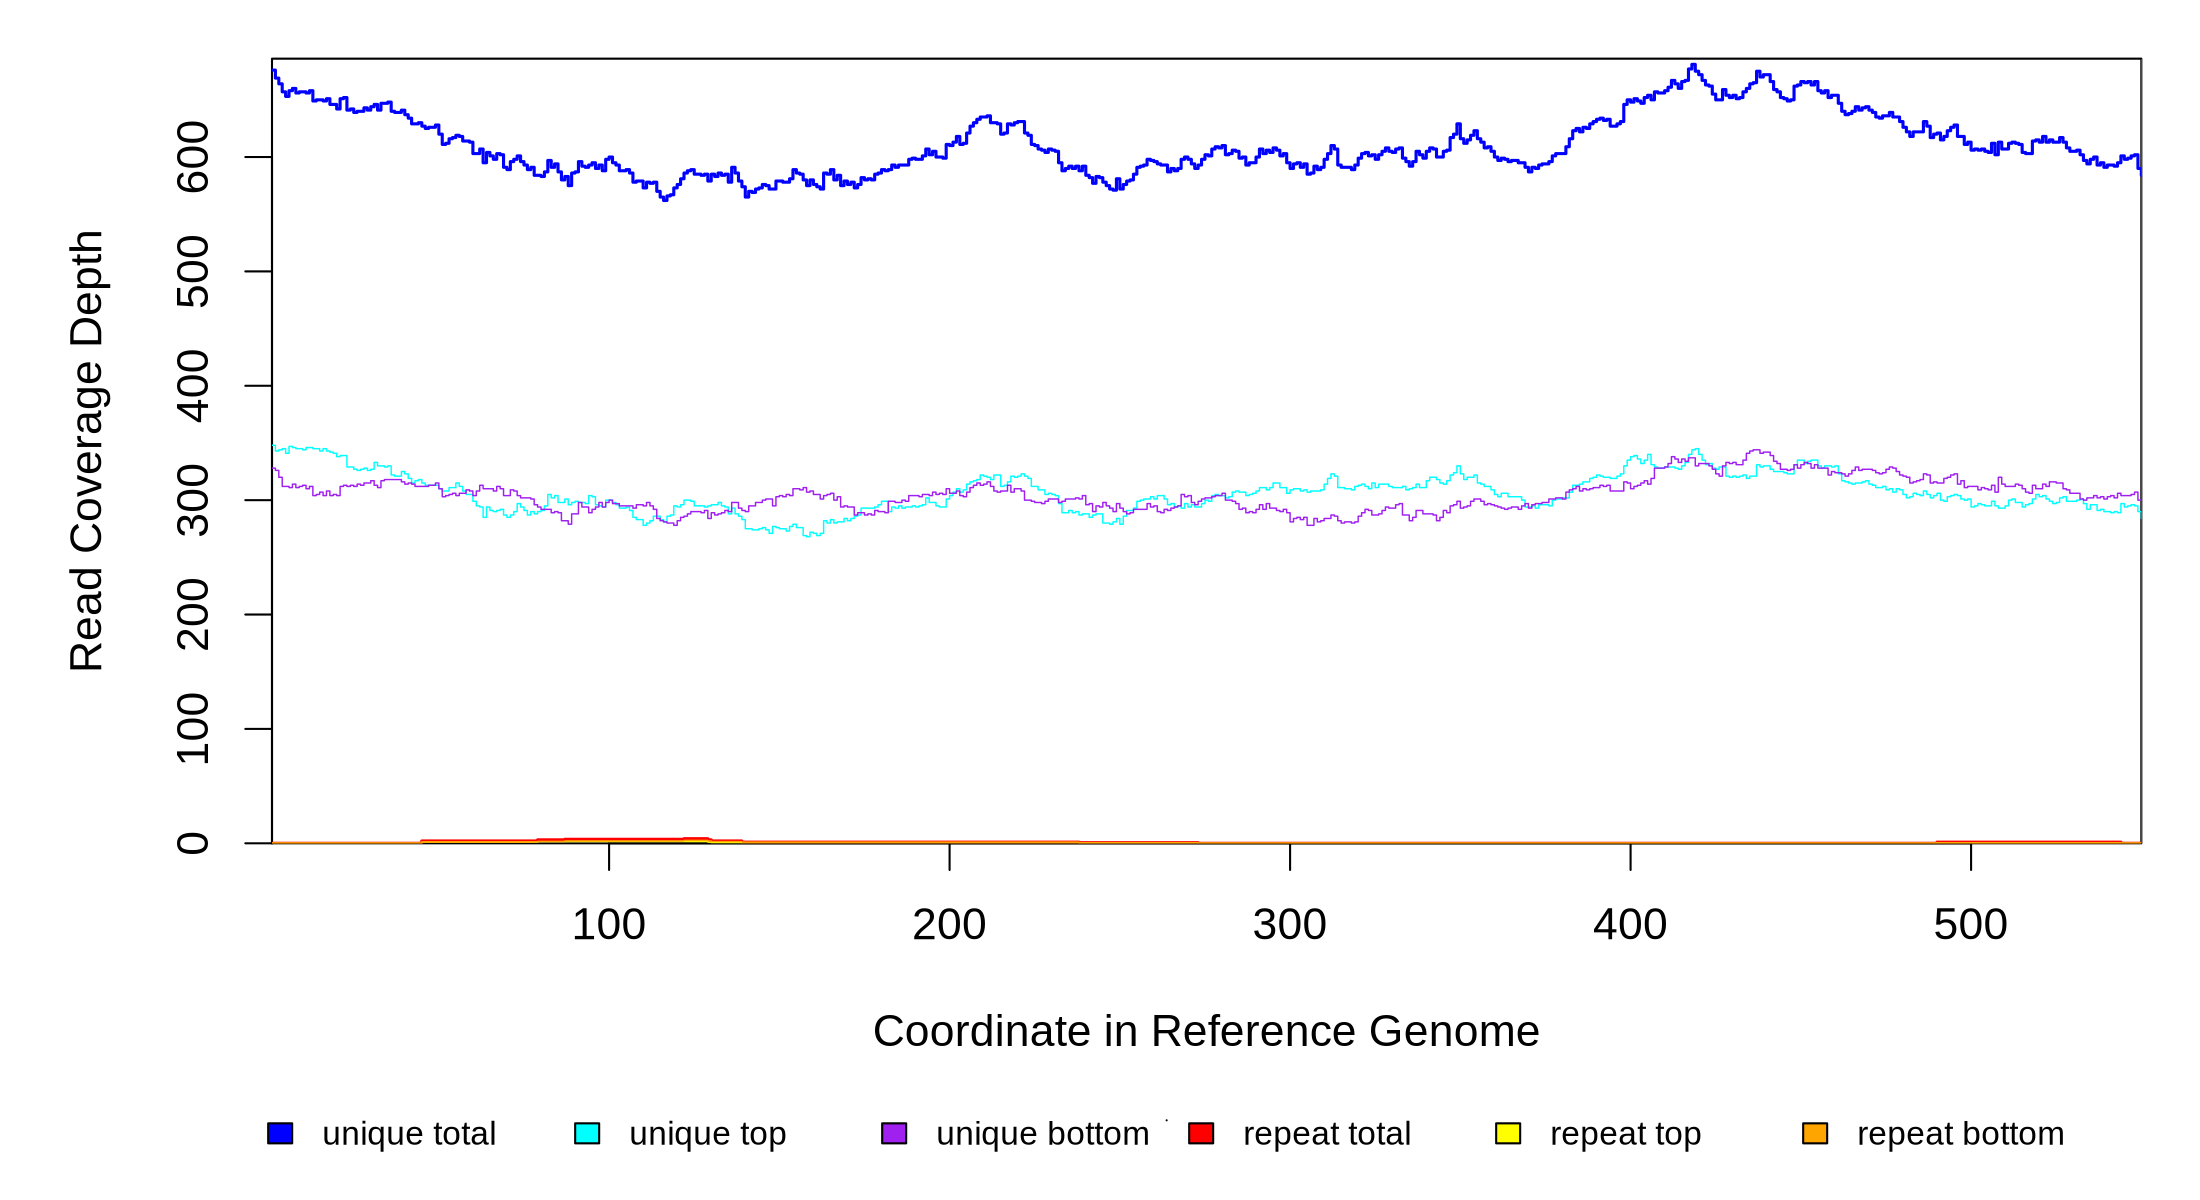 Read Coverage Depth
600
500
400
300
200
100
0
100 200 300 400 500
Coordinate in Reference Genome
unique total unique top unique bottom repeat total repeat top repeat bottom